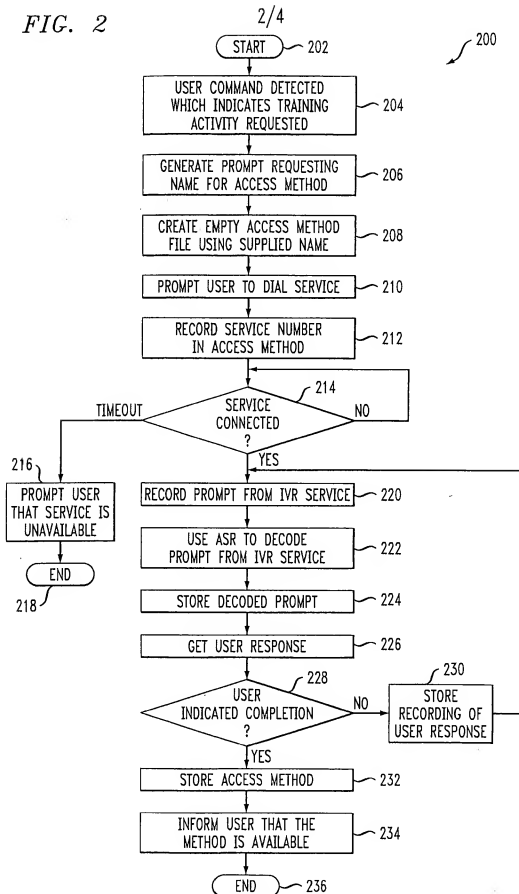 FIG. 2
2/4
START
202
200
USER COMMAND DETECTED
WHICH INDICATES TRAINING
ACTIVITY REQUESTED
204
GENERATE PROMPT REQUESTING
NAME FOR ACCESS METHOD
206
CREATE EMPTY ACCESS METHOD
FILE USING SUPPLIED NAME
208
PROMPT USER TO DIAL SERVICE
210
RECORD SERVICE NUMBER
IN ACCESS METHOD
212
214
TIMEOUT
SERVICE
CONNECTED
?
NO
YES
216
PROMPT USER
THAT SERVICE IS
UNAVAILABLE
END
218
RECORD PROMPT FROM IVR SERVICE
220
USE ASR TO DECODE
PROMPT FROM IVR SERVICE
222
STORE DECODED PROMPT
224
GET USER RESPONSE
226
228
USER
INDICATED COMPLETION
?
NO
230
STORE
RECORDING OF
USER RESPONSE
YES
STORE ACCESS METHOD
232
INFORM USER THAT THE
METHOD IS AVAILABLE
234
END
236